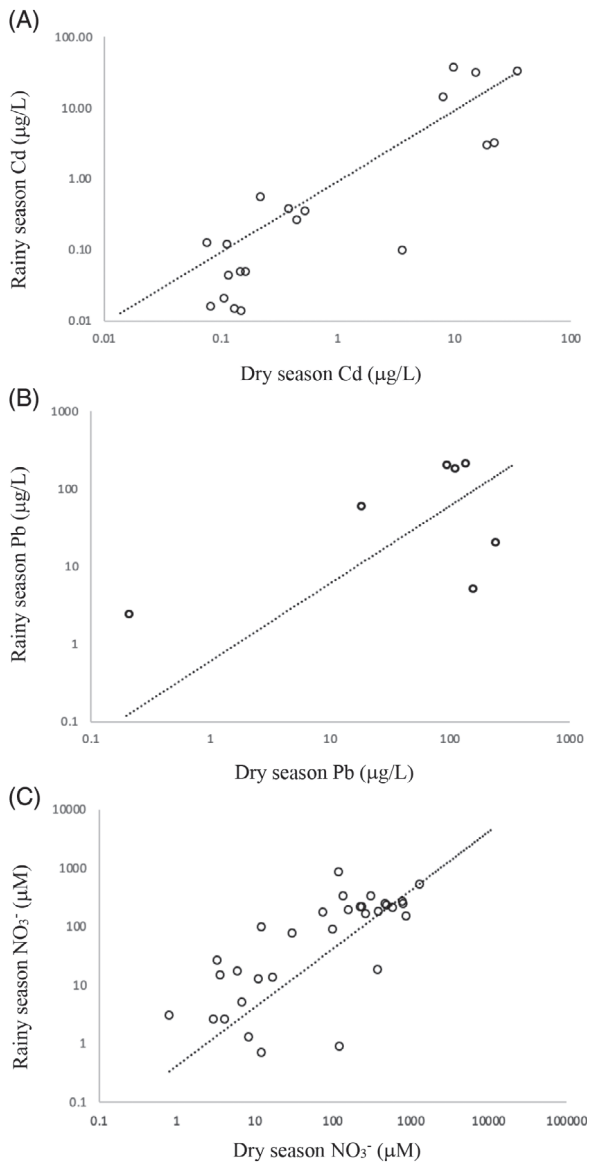 (A)
100.00
10.00
1.00
0.10
0.01
Rainy season Cd (μg/L)
0.01 0.1 1 10 100
Dry season Cd (μg/L)
(B)
1000
100
10
1
0.1
Rainy season Pb (μg/L)
0.1 1 10 100 1000
Dry season Pb (μg/L)
(C)
10000
1000
100
10
1
0.1
Rainy season NO₃⁻ (μM)
0.1 1 10 100 1000 10000 100000
Dry season NO₃⁻ (μM)